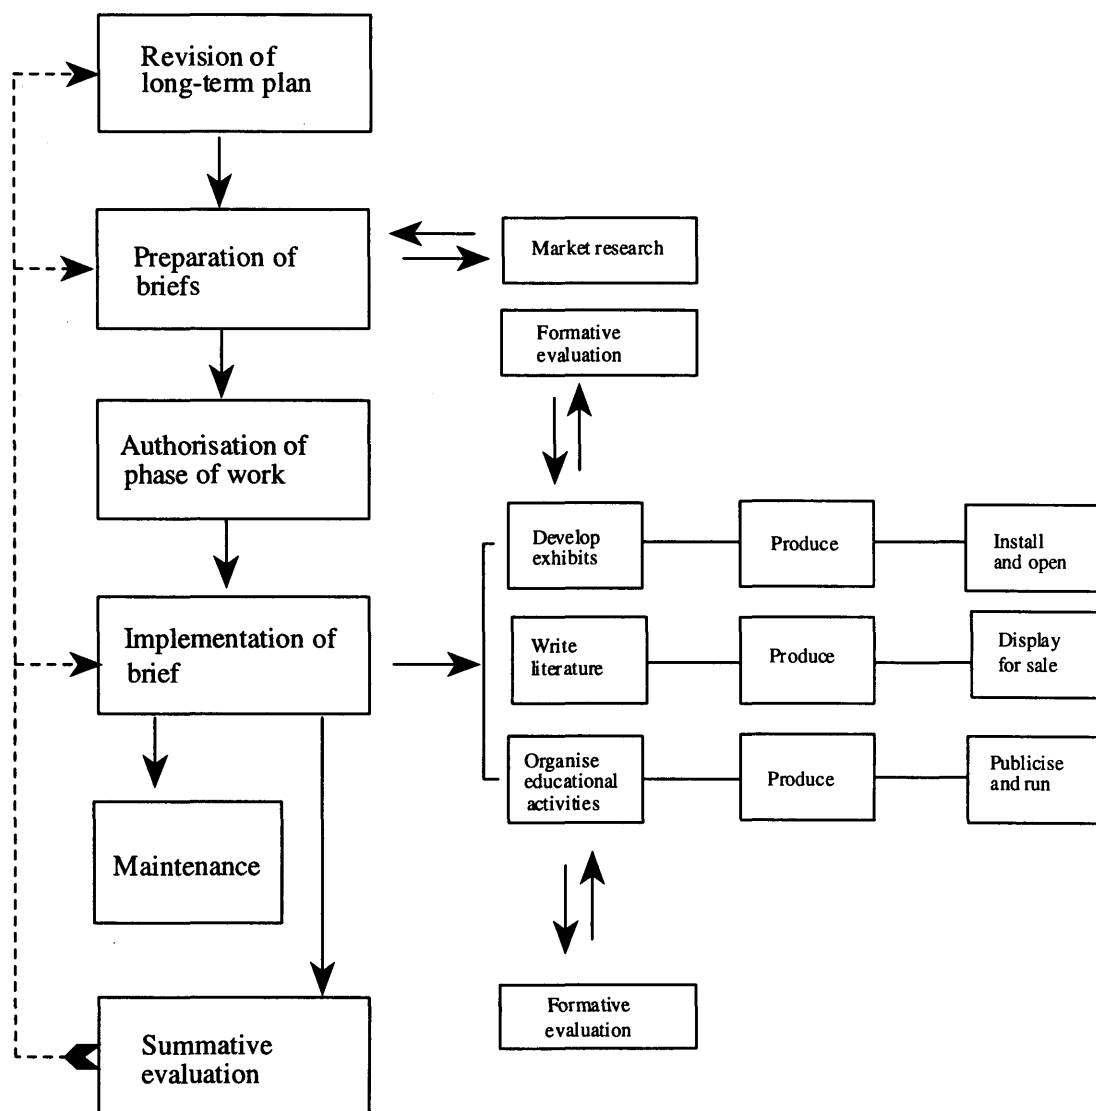 Revision of
long-term plan
Preparation of
briefs
Market research
Formative
evaluation
Authorisation of
phase of work
Develop
exhibits
Produce
Install
and open
Implementation of
brief
Write
literature
Produce
Display
for sale
Organise
educational
activities
Produce
Publicise
and run
Maintenance
Formative
evaluation
Summative
evaluation